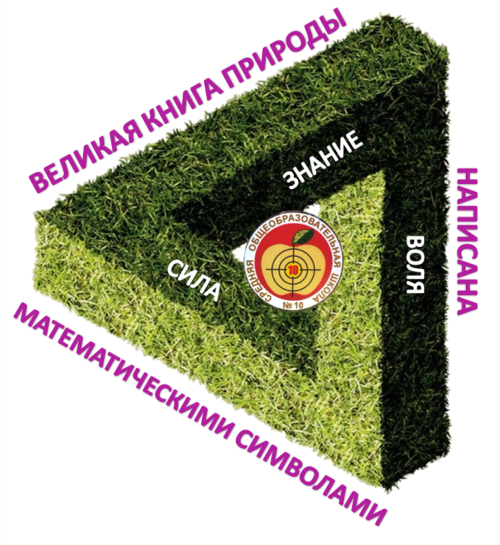 ВЕЛИКАЯ КНИГА ПРИРОДЫ
НАПИСАНА
МАТЕМАТИЧЕСКИМИ СИМВОЛАМИ
ЗНАНИЕ
ВОЛЯ
СИЛА
СРЕДНЯЯ ОБЩЕОБРАЗОВАТЕЛЬНАЯ ШКОЛА
10
№ 10